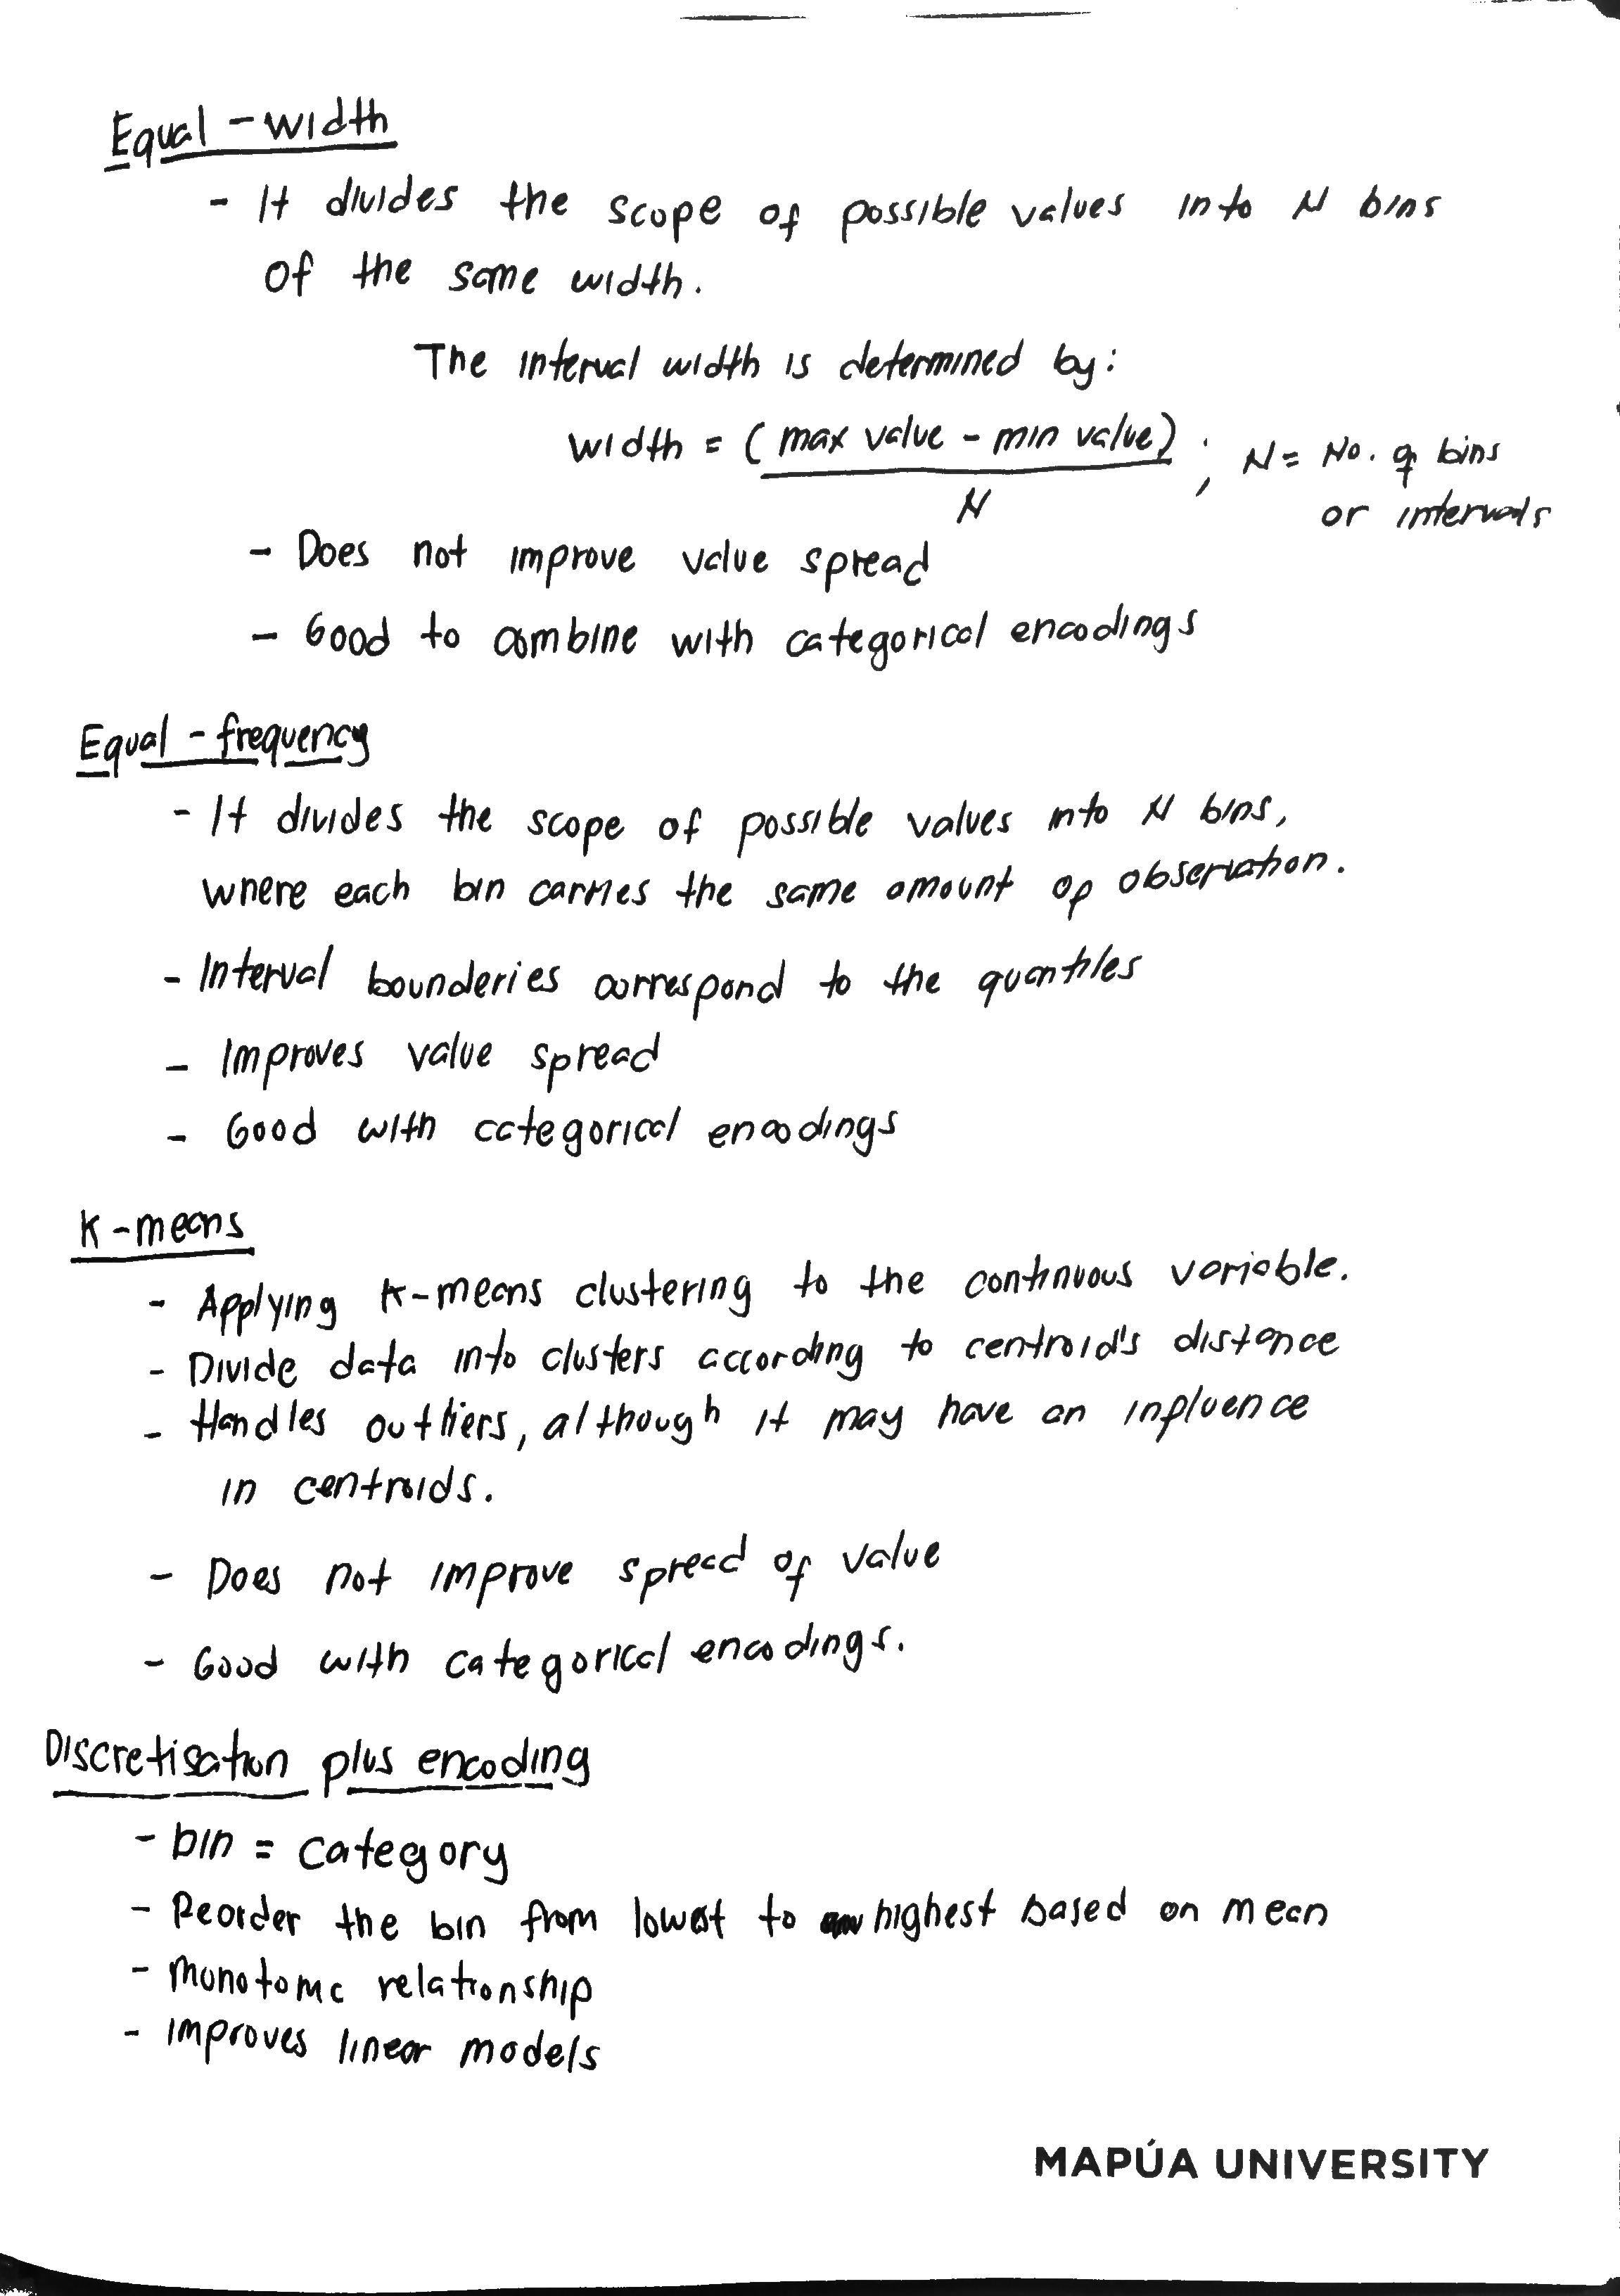 Equal-width
- It divides the scope of possible values into N bins
of the same width.
The interval width is determined by:
width = (max value - min value) ; N = No. of bins
N
or intervals
- Does not improve value spread
- Good to combine with categorical encodings
Equal-frequency
- It divides the scope of possible values into N bins,
where each bin carries the same amount of observation.
- Interval bounderies correspond to the quantiles
- Improves value spread
- Good with categorical encodings
K-means
- Applying K-means clustering to the continuous variable.
- Divide data into clusters according to centroid's distance
- Handles outliers, although it may have an influence
in centroids.
- Does not improve spread of value
- Good with categorical encodings.
Discretisation plus encoding
- bin = category
- Reorder the bin from lowest to highest based on mean
- monotonic relationship
- improves linear models
MAPÚA UNIVERSITY